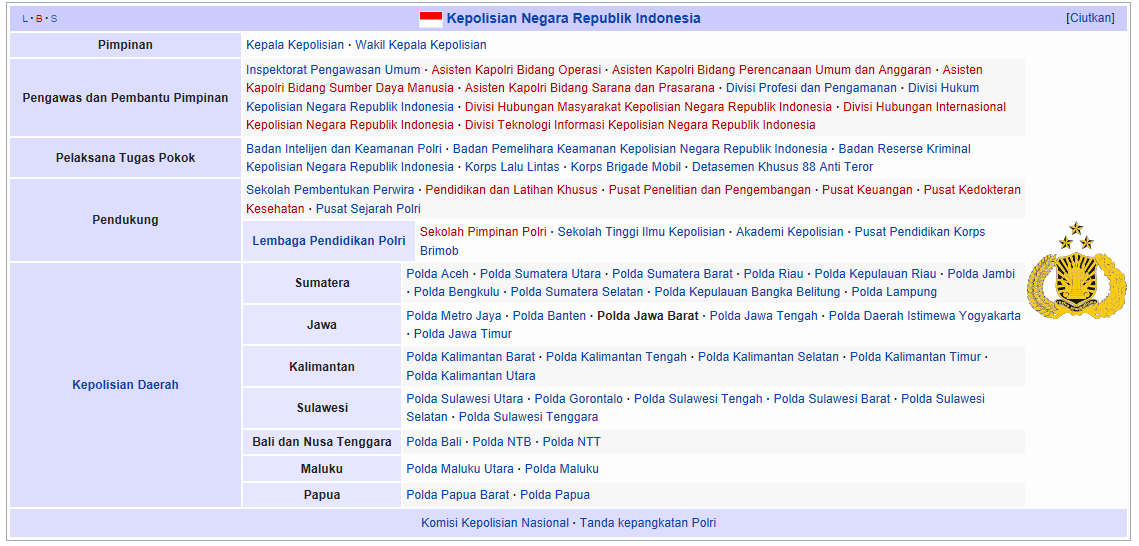 L · B · S
Kepolisian Negara Republik Indonesia
[Ciutkan]
Pimpinan
Kepala Kepolisian · Wakil Kepala Kepolisian
Pengawas dan Pembantu Pimpinan
Inspektorat Pengawasan Umum · Asisten Kapolri Bidang Operasi · Asisten Kapolri Bidang Perencanaan Umum dan Anggaran · Asisten
Kapolri Bidang Sumber Daya Manusia · Asisten Kapolri Bidang Sarana dan Prasarana · Divisi Profesi dan Pengamanan · Divisi Hukum
Kepolisian Negara Republik Indonesia · Divisi Hubungan Masyarakat Kepolisian Negara Republik Indonesia · Divisi Hubungan Internasional
Kepolisian Negara Republik Indonesia · Divisi Teknologi Informasi Kepolisian Negara Republik Indonesia
Pelaksana Tugas Pokok
Badan Intelijen dan Keamanan Polri · Badan Pemelihara Keamanan Kepolisian Negara Republik Indonesia · Badan Reserse Kriminal
Kepolisian Negara Republik Indonesia · Korps Lalu Lintas · Korps Brigade Mobil · Detasemen Khusus 88 Anti Teror
Pendukung
Sekolah Pembentukan Perwira · Pendidikan dan Latihan Khusus · Pusat Penelitian dan Pengembangan · Pusat Keuangan · Pusat Kedokteran
Kesehatan · Pusat Sejarah Polri
Lembaga Pendidikan Polri
Sekolah Pimpinan Polri · Sekolah Tinggi Ilmu Kepolisian · Akademi Kepolisian · Pusat Pendidikan Korps
Brimob
Kepolisian Daerah
Sumatera
Polda Aceh · Polda Sumatera Utara · Polda Sumatera Barat · Polda Riau · Polda Kepulauan Riau · Polda Jambi
· Polda Bengkulu · Polda Sumatera Selatan · Polda Kepulauan Bangka Belitung · Polda Lampung
Jawa
Polda Metro Jaya · Polda Banten · Polda Jawa Barat · Polda Jawa Tengah · Polda Daerah Istimewa Yogyakarta
· Polda Jawa Timur
Kalimantan
Polda Kalimantan Barat · Polda Kalimantan Tengah · Polda Kalimantan Selatan · Polda Kalimantan Timur ·
Polda Kalimantan Utara
Sulawesi
Polda Sulawesi Utara · Polda Gorontalo · Polda Sulawesi Tengah · Polda Sulawesi Barat · Polda Sulawesi
Selatan · Polda Sulawesi Tenggara
Bali dan Nusa Tenggara
Polda Bali · Polda NTB · Polda NTT
Maluku
Polda Maluku Utara · Polda Maluku
Papua
Polda Papua Barat · Polda Papua
Komisi Kepolisian Nasional · Tanda kepangkatan Polri